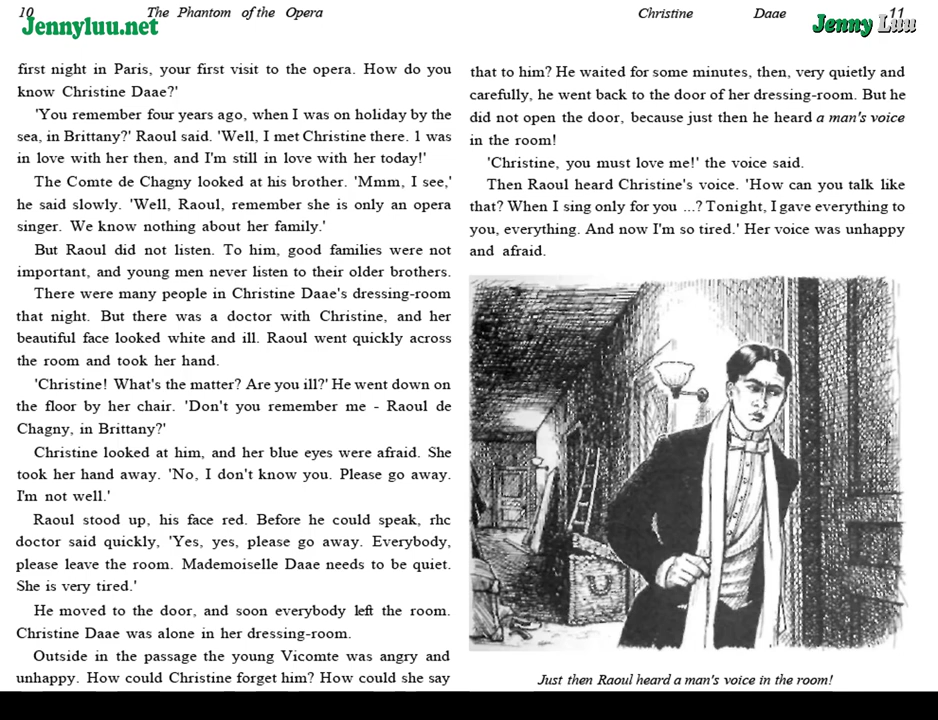 10
The Phantom of the Opera
Jennyluu.net
first night in Paris, your first visit to the opera. How do you
know Christine Daae?'
'You remember four years ago, when I was on holiday by the
sea, in Brittany?' Raoul said. 'Well, I met Christine there. 1 was
in love with her then, and I'm still in love with her today!'
The Comte de Chagny looked at his brother. 'Mmm, I see,'
he said slowly. 'Well, Raoul, remember she is only an opera
singer. We know nothing about her family.'
But Raoul did not listen. To him, good families were not
important, and young men never listen to their older brothers.
There were many people in Christine Daae's dressing-room
that night. But there was a doctor with Christine, and her
beautiful face looked white and ill. Raoul went quickly across
the room and took her hand.
'Christine! What's the matter? Are you ill?' He went down on
the floor by her chair. 'Don't you remember me - Raoul de
Chagny, in Brittany?'
Christine looked at him, and her blue eyes were afraid. She
took her hand away. 'No, I don't know you. Please go away.
I'm not well.'
Raoul stood up, his face red. Before he could speak, rhc
doctor said quickly, 'Yes, yes, please go away. Everybody,
please leave the room. Mademoiselle Daae needs to be quiet.
She is very tired.'
He moved to the door, and soon everybody left the room.
Christine Daae was alone in her dressing-room.
Outside in the passage the young Vicomte was angry and
unhappy. How could Christine forget him? How could she say
Christine Daae 11
Jenny Luu
that to him? He waited for some minutes, then, very quietly and
carefully, he went back to the door of her dressing-room. But he
did not open the door, because just then he heard a man's voice
in the room!
'Christine, you must love me!' the voice said.
Then Raoul heard Christine's voice. 'How can you talk like
that? When I sing only for you ...? Tonight, I gave everything to
you, everything. And now I'm so tired.' Her voice was unhappy
and afraid.
Just then Raoul heard a man's voice in the room!